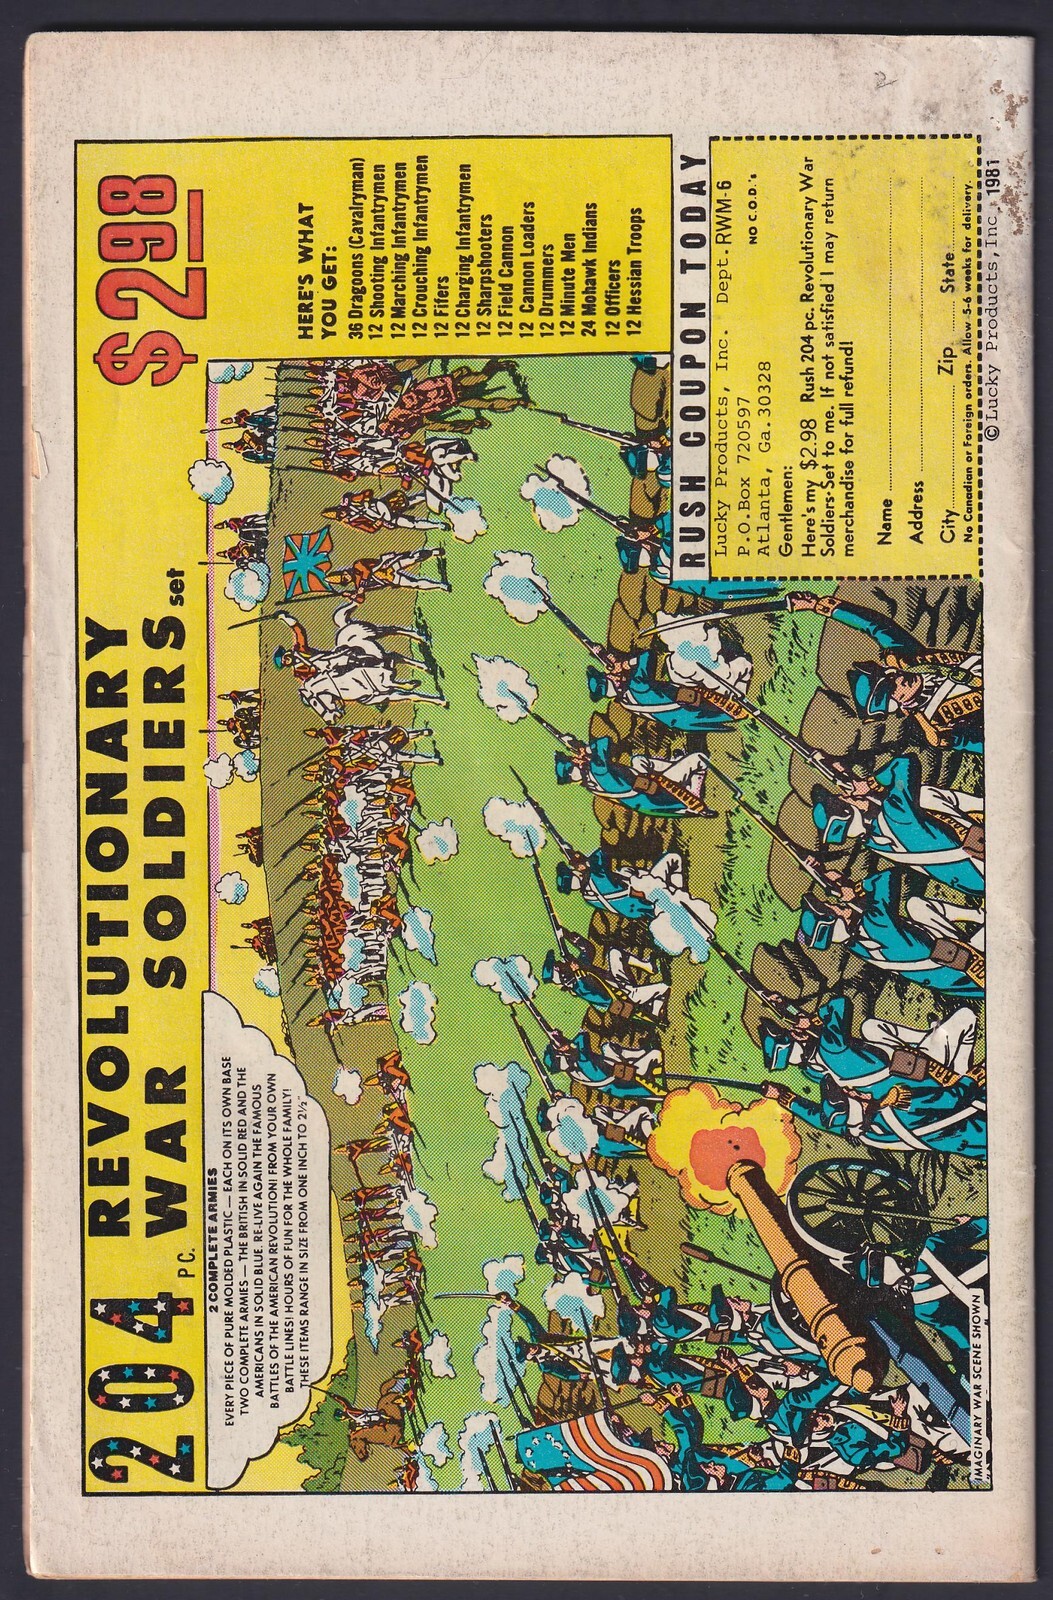 204 PC. REVOLUTIONARY
WAR SOLDIERS set
$2.98
2 COMPLETE ARMIES
EVERY PIECE OF PURE MOLDED PLASTIC — EACH ON ITS OWN BASE
TWO COMPLETE ARMIES — THE BRITISH IN SOLID RED AND THE
AMERICANS IN SOLID BLUE. RE-LIVE AGAIN THE FAMOUS
BATTLES OF THE AMERICAN REVOLUTION! FROM YOUR OWN
BATTLE LINES! HOURS OF FUN FOR THE WHOLE FAMILY!
THESE ITEMS RANGE IN SIZE FROM ONE INCH TO 2½"
HERE'S WHAT
YOU GET:
36 Dragoons (Cavalryman)
12 Shooting Infantrymen
12 Marching Infantrymen
12 Crouching Infantrymen
12 Fifers
12 Charging Infantrymen
12 Sharpshooters
12 Field Cannon
12 Cannon Loaders
12 Drummers
12 Minute Men
24 Mohawk Indians
12 Officers
12 Hessian Troops
RUSH COUPON TODAY
Lucky Products, Inc. Dept. RWM-6
P.O. Box 720597 NO C.O.D.'s
Atlanta, Ga. 30328
Gentlemen:
Here's my $2.98 Rush 204 pc. Revolutionary War
Soldiers-Set to me. If not satisfied I may return
merchandise for full refund!
Name
Address
City Zip State
No Canadian or Foreign orders. Allow 5-6 weeks for delivery.
© Lucky Products, Inc. 1981
IMAGINARY WAR SCENE SHOWN